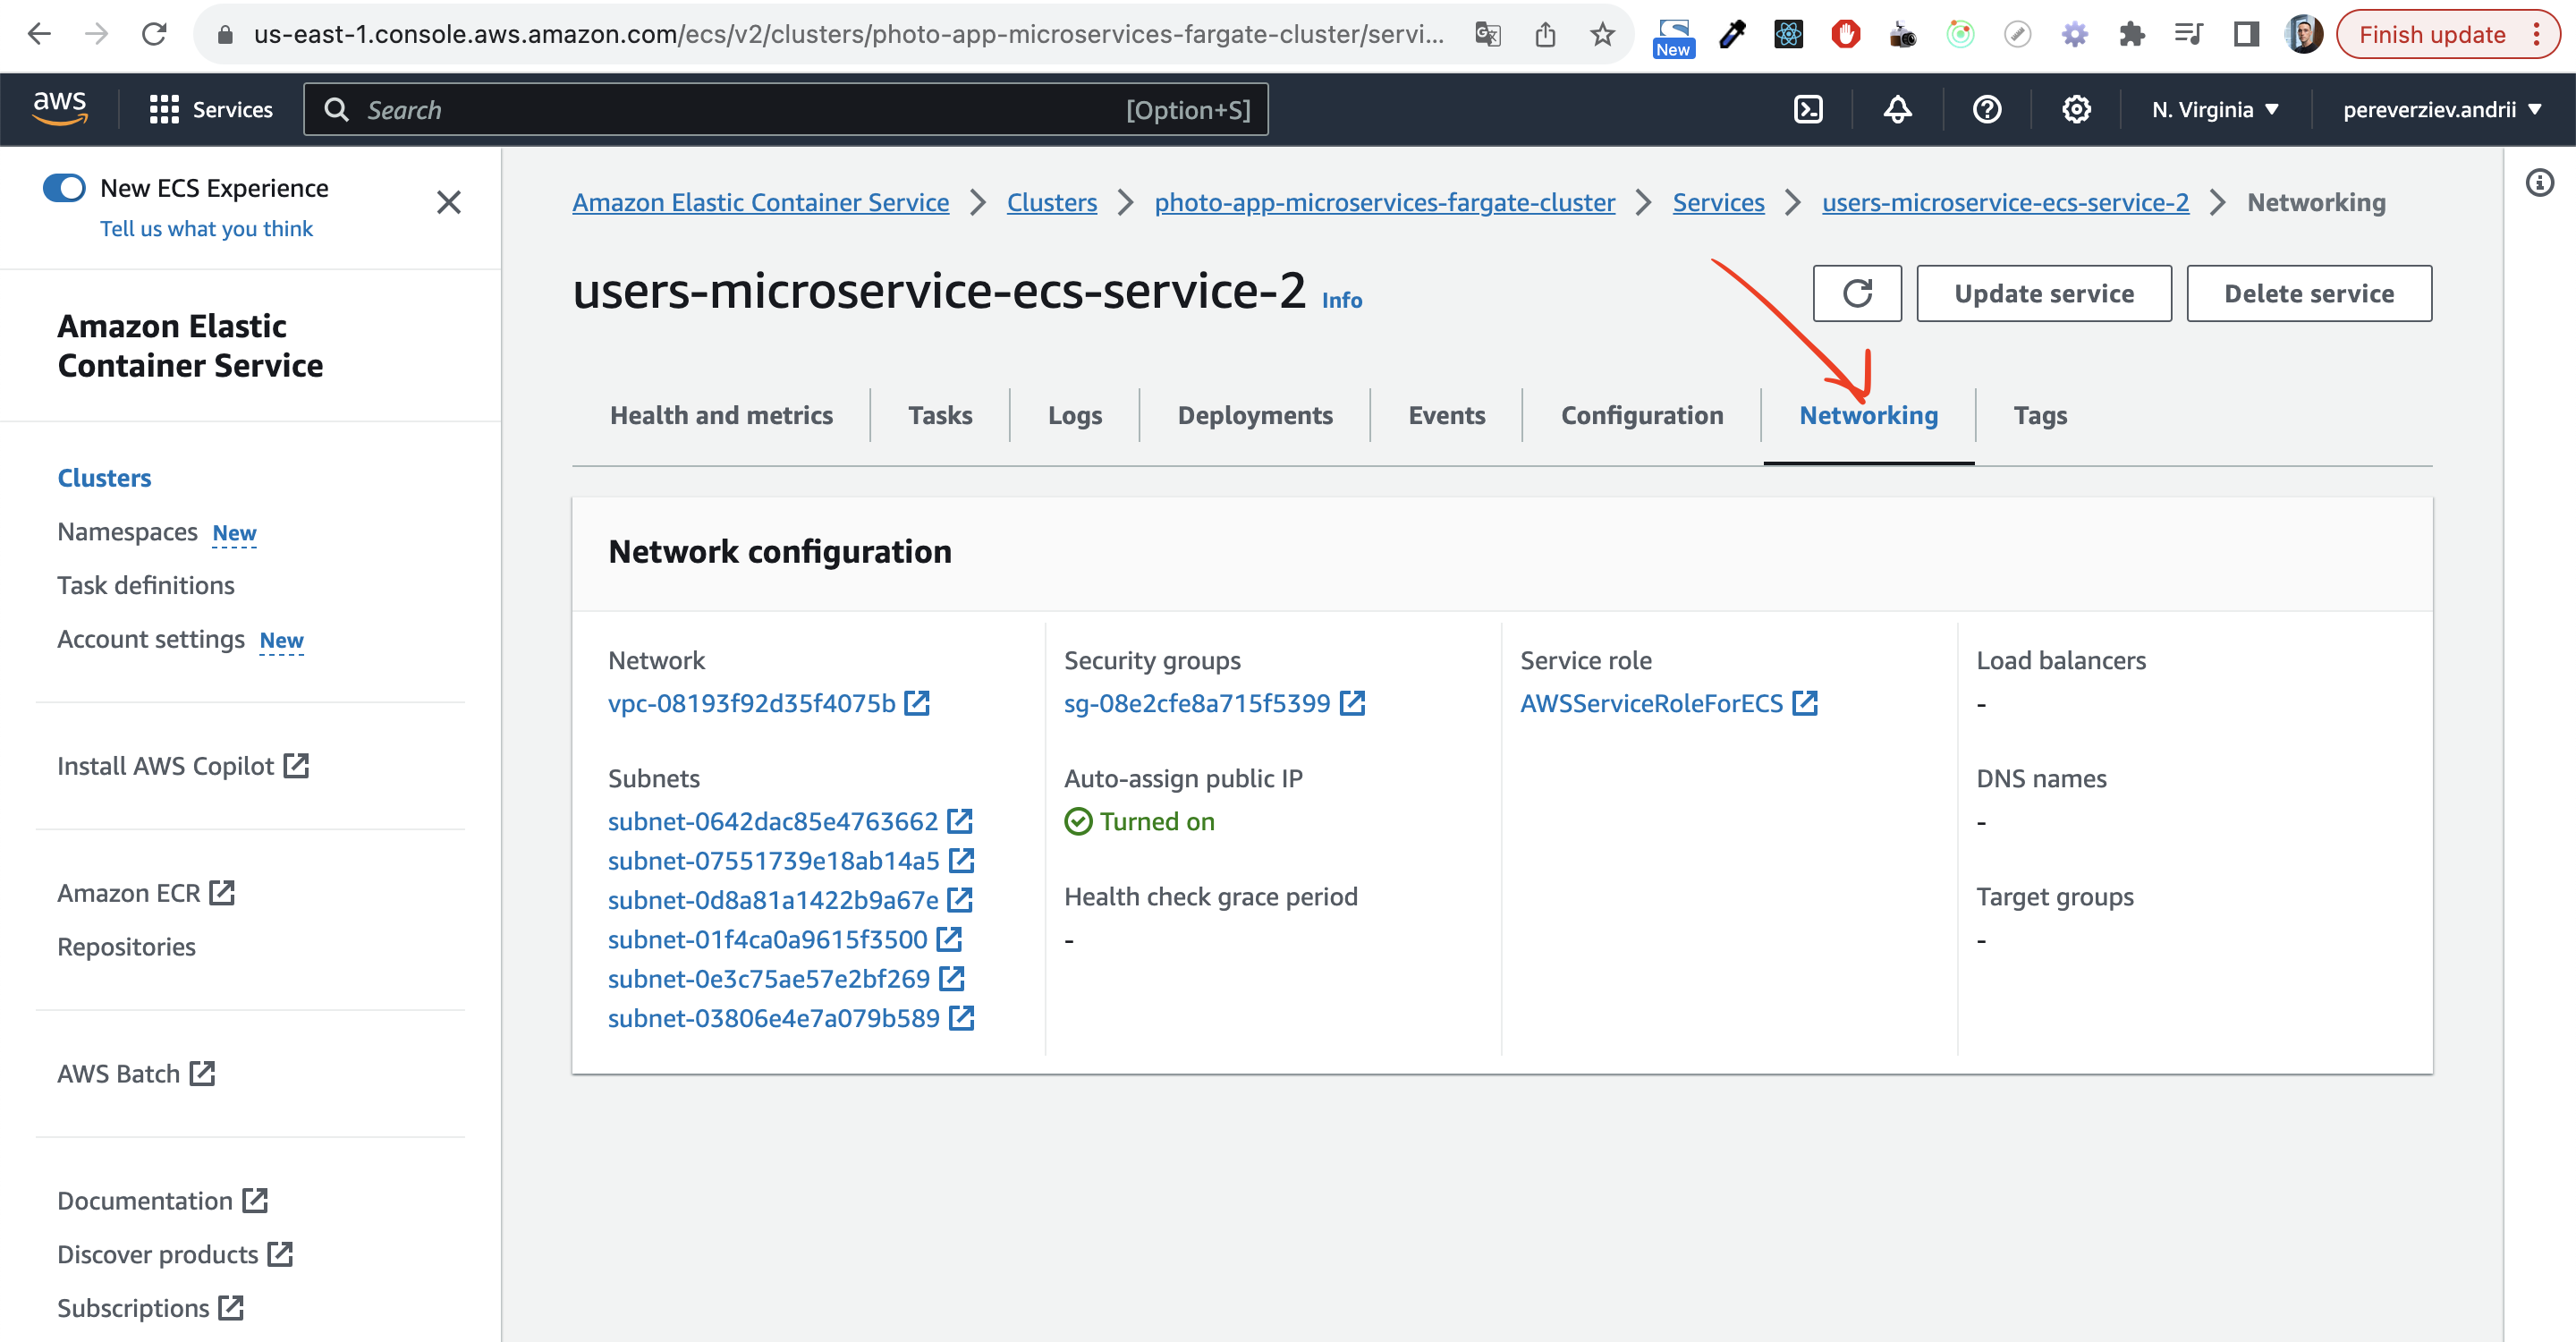 us-east-1.console.aws.amazon.com/ecs/v2/clusters/photo-app-microservices-fargate-cluster/servi...
New
Finish update
aws
Services
Search
[Option+S]
N. Virginia
pereverziev.andrii
New ECS Experience
Tell us what you think
Amazon Elastic
Container Service
Clusters
Namespaces New
Task definitions
Account settings New
Install AWS Copilot
Amazon ECR
Repositories
AWS Batch
Documentation
Discover products
Subscriptions
Amazon Elastic Container Service > Clusters > photo-app-microservices-fargate-cluster > Services > users-microservice-ecs-service-2 > Networking
users-microservice-ecs-service-2 Info
Update service
Delete service
Health and metrics
Tasks
Logs
Deployments
Events
Configuration
Networking
Tags
Network configuration
Network
vpc-08193f92d35f4075b
Subnets
subnet-0642dac85e4763662
subnet-07551739e18ab14a5
subnet-0d8a81a1422b9a67e
subnet-01f4ca0a9615f3500
subnet-0e3c75ae57e2bf269
subnet-03806e4e7a079b589
Security groups
sg-08e2cfe8a715f5399
Auto-assign public IP
Turned on
Health check grace period
-
Service role
AWSServiceRoleForECS
Load balancers
-
DNS names
-
Target groups
-